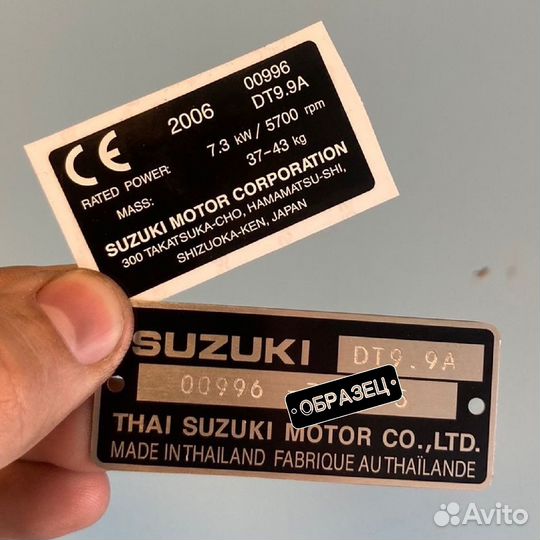 CE 2006 00996
DT9.9A
RATED POWER: 7.3 kW / 5700 rpm
MASS: 37-43 kg
SUZUKI MOTOR CORPORATION
300 TAKATSUKA-CHO, HAMAMATSU-SHI,
SHIZUOKA-KEN, JAPAN
SUZUKI DT9.9A
00996
ОБРАЗЕЦ
THAI SUZUKI MOTOR CO.,LTD.
MADE IN THAILAND FABRIQUE AU THAÏLANDE
Avito